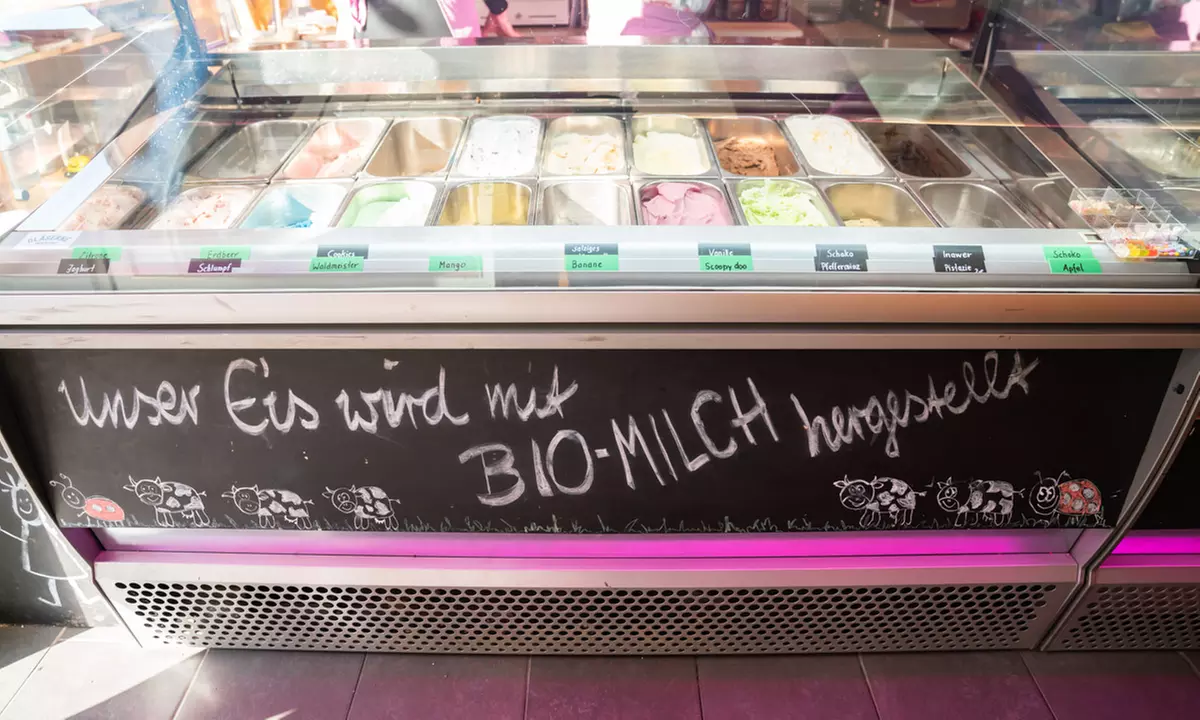 Zitrone
Joghurt
Erdbeer
Schlumpf
Cookies
Waldmeister
Mango
Salziges
Banane
Vanille
Scoopy doo
Schoko
Pfefferminz
Ingwer
Pistazie
Schoko
Apfel
Unser Eis wird mit
BIO-MILCH hergestellt